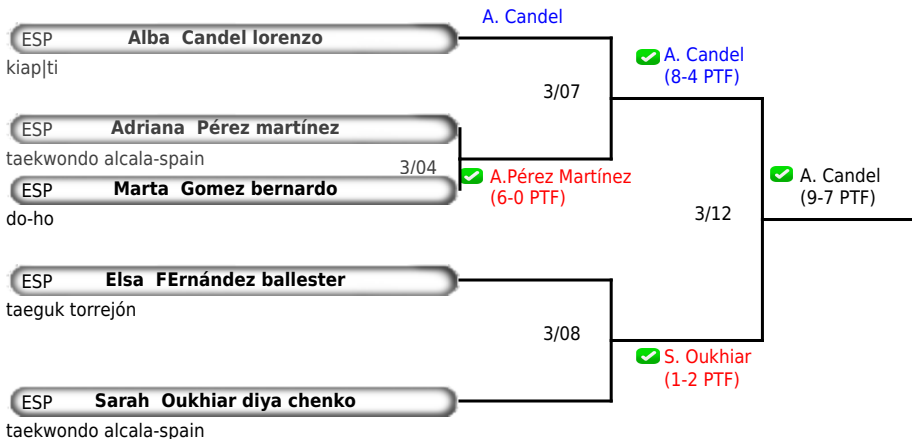 A. Candel
ESP Alba Candel lorenzo
kiap|ti
A. Candel
(8-4 PTF)
3/07
ESP Adriana Pérez martínez
taekwondo alcala-spain
3/04
A.Pérez Martínez
(6-0 PTF)
ESP Marta Gomez bernardo
do-ho
A. Candel
(9-7 PTF)
3/12
ESP Elsa FErnández ballester
taeguk torrejón
3/08
S. Oukhiar
(1-2 PTF)
ESP Sarah Oukhiar diya chenko
taekwondo alcala-spain